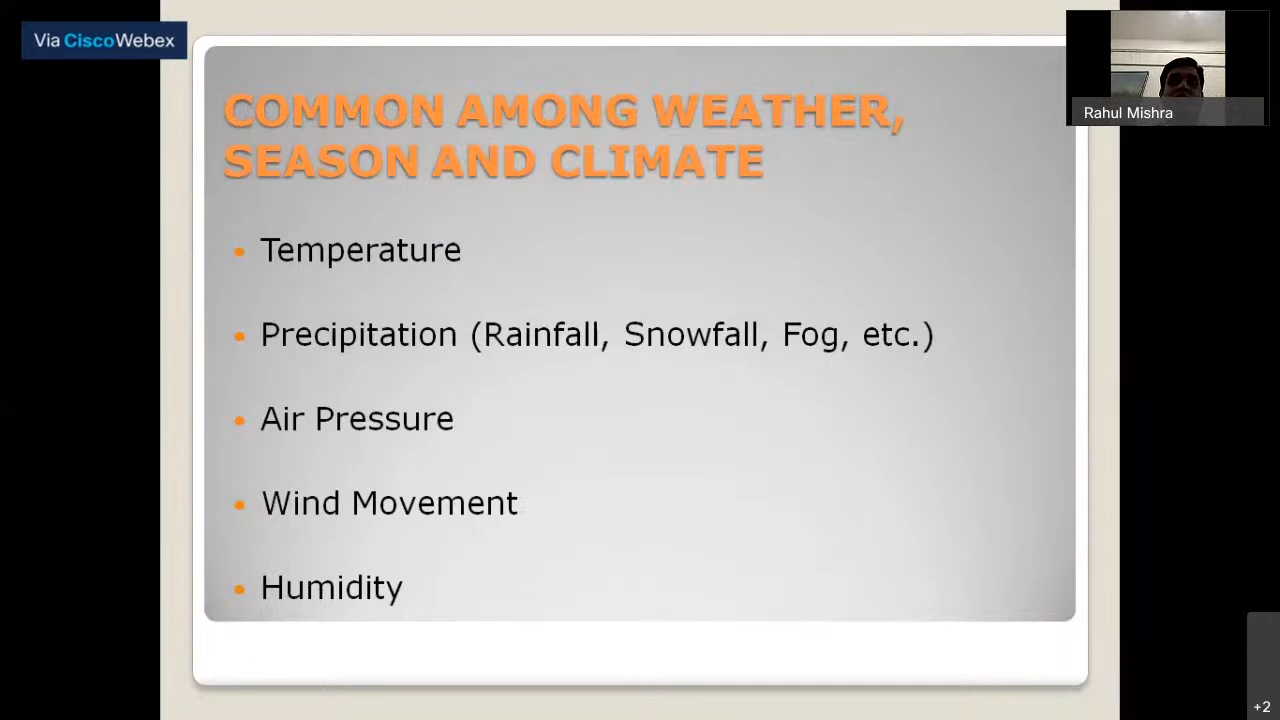 Via CiscoWebex
Rahul Mishra
COMMON AMONG WEATHER,
SEASON AND CLIMATE
• Temperature
• Precipitation (Rainfall, Snowfall, Fog, etc.)
• Air Pressure
• Wind Movement
• Humidity
+2